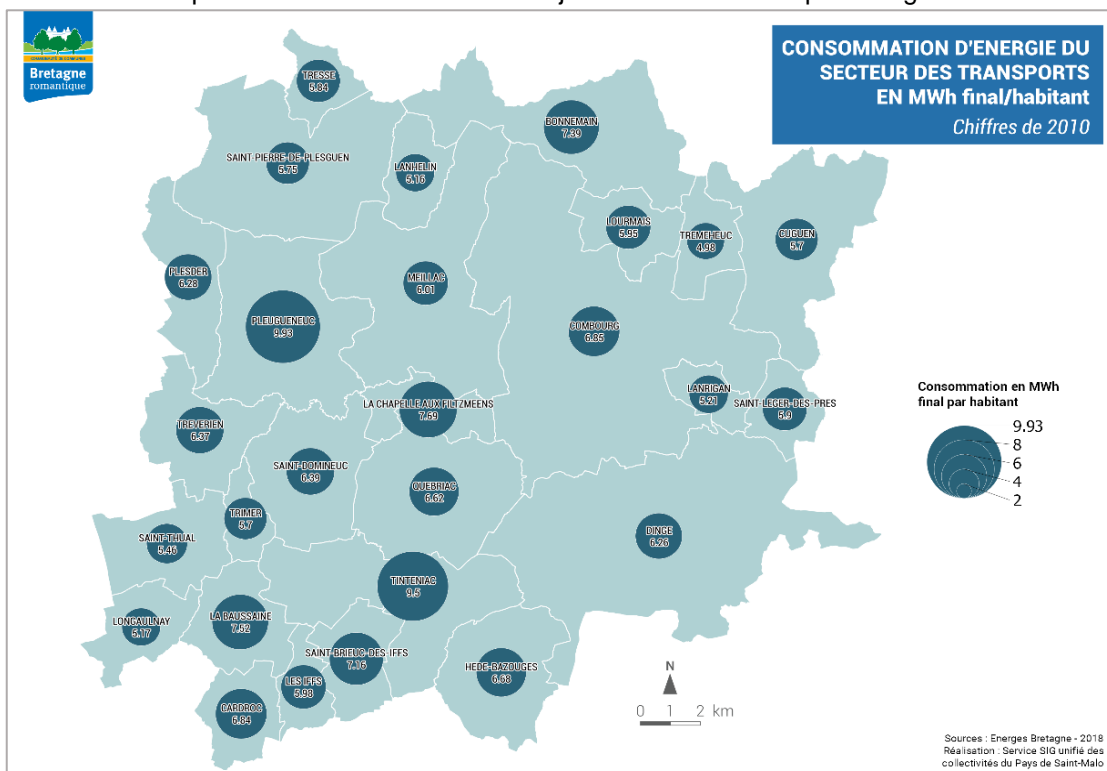 COMMUNAUTÉ DE COMMUNES
Bretagne
romantique
CONSOMMATION D'ENERGIE DU
SECTEUR DES TRANSPORTS
EN MWh final/habitant
Chiffres de 2010
TRESSE
5.84
BONNEMAIN
7.39
SAINT-PIERRE-DE-PLESGUEN
5.75
LANHELIN
5.16
LOURMAIS
5.95
TREMEHEUC
4.98
CUGUEN
5.7
PLESDER
6.28
MEILLAC
6.01
PLEUGUENEUC
9.93
COMBOURG
6.85
LANRIGAN
5.21
SAINT-LEGER-DES-PRES
5.9
LA CHAPELLE AUX FILTZMEENS
7.69
TREVERIEN
6.37
SAINT-DOMINEUC
6.39
QUEBRIAC
6.62
TRIMER
5.7
SAINT-THUAL
5.46
DINGE
6.26
TINTENIAC
9.5
LONGAULNAY
5.17
LA BAUSSAINE
7.52
SAINT-BRIEUC-DES-IFFS
7.16
HEDE-BAZOUGES
6.68
LES IFFS
5.98
CARDROC
6.84
Consommation en MWh
final par habitant
9.93
8
6
4
2
N
0 1 2 km
Sources : Energes Bretagne - 2018
Réalisation : Service SIG unifié des
collectivités du Pays de Saint-Malo